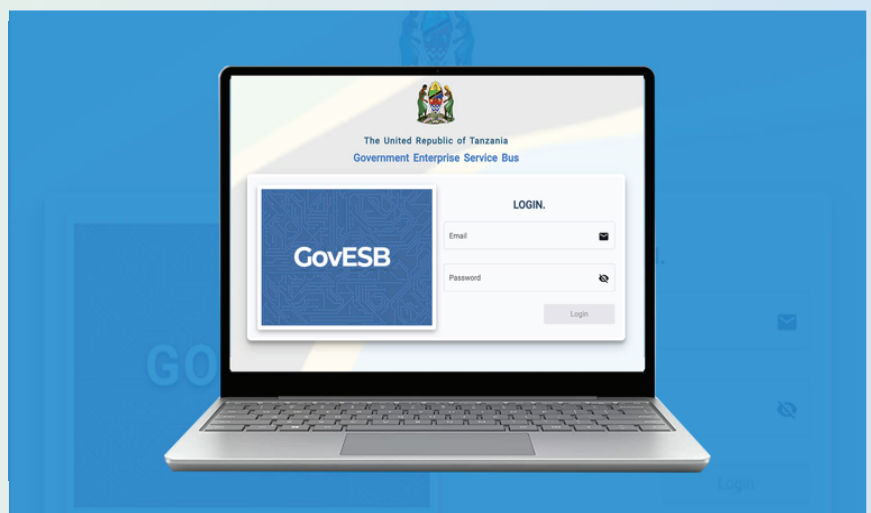 The United Republic of Tanzania
Government Enterprise Service Bus
GovESB
LOGIN.
Email
Password
Login
GO
Login